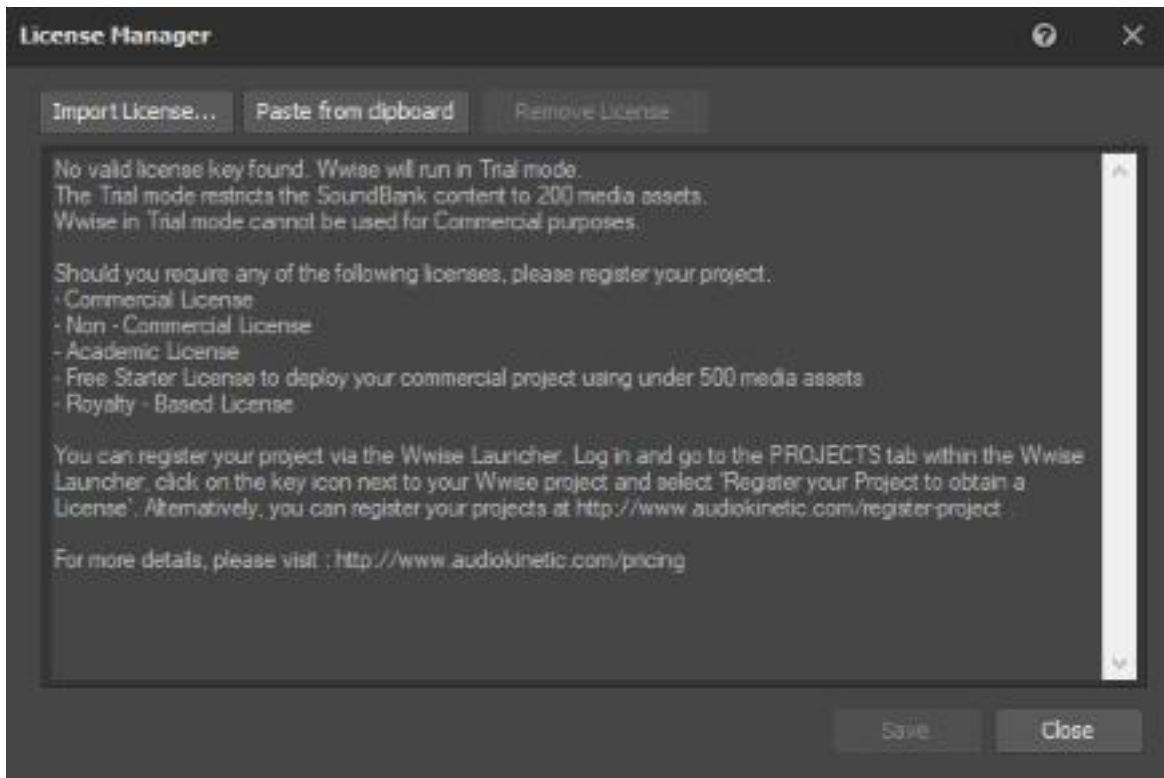 License Manager
Import License...
Paste from clipboard
Remove License
No valid license key found. Wwise will run in Trial mode.
The Trial mode restricts the SoundBank content to 200 media assets.
Wwise in Trial mode cannot be used for Commercial purposes.
Should you require any of the following licenses, please register your project.
- Commercial License
- Non - Commercial License
- Academic License
- Free Starter License to deploy your commercial project using under 500 media assets
- Royalty - Based License
You can register your project via the Wwise Launcher. Log in and go to the PROJECTS tab within the Wwise
Launcher, click on the key icon next to your Wwise project and select 'Register your Project to obtain a
License'. Alternatively, you can register your projects at http://www.audiokinetic.com/register-project .
For more details, please visit : http://www.audiokinetic.com/pricing
Save
Close